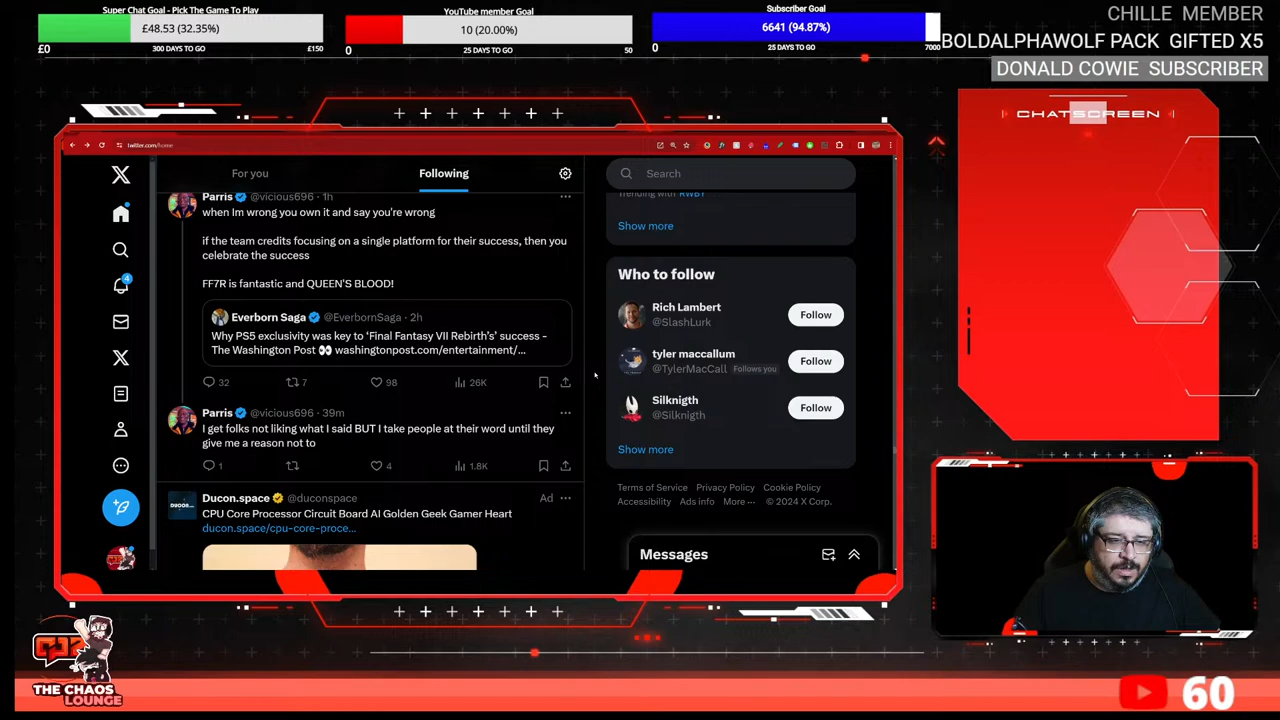 Super Chat Goal - Pick The Game To Play
£48.53 (32.35%)
£0
300 DAYS TO GO
£150
YouTube member Goal
10 (20.00%)
0
25 DAYS TO GO
50
Subscriber Goal
6641 (94.87%)
0
25 DAYS TO GO
7000
CHILLE MEMBER
BOLDALPHAWOLF PACK GIFTED X5
DONALD COWIE SUBSCRIBER
CHATSCREEN
twitter.com/home
For you
Following
Search
Trending with RWBY
Show more
Parris @vicious696 · 1h
when Im wrong you own it and say you're wrong
if the team credits focusing on a single platform for their success, then you
celebrate the success
FF7R is fantastic and QUEEN'S BLOOD!
Everborn Saga @EverbornSaga · 2h
Why PS5 exclusivity was key to 'Final Fantasy VII Rebirth's' success -
The Washington Post 👀 washingtonpost.com/entertainment/...
32
7
98
26K
Parris @vicious696 · 39m
I get folks not liking what I said BUT I take people at their word until they
give me a reason not to
1
4
1.8K
Ducon.space @duconspace
Ad
CPU Core Processor Circuit Board AI Golden Geek Gamer Heart
ducon.space/cpu-core-proce...
4
Who to follow
Rich Lambert
@SlashLurk
Follow
tyler maccallum
@TylerMacCall Follows you
Follow
Silknigth
@Silknigth
Follow
Show more
Terms of Service Privacy Policy Cookie Policy
Accessibility Ads info More ··· © 2024 X Corp.
Messages
THE CHAOS
LOUNGE
60